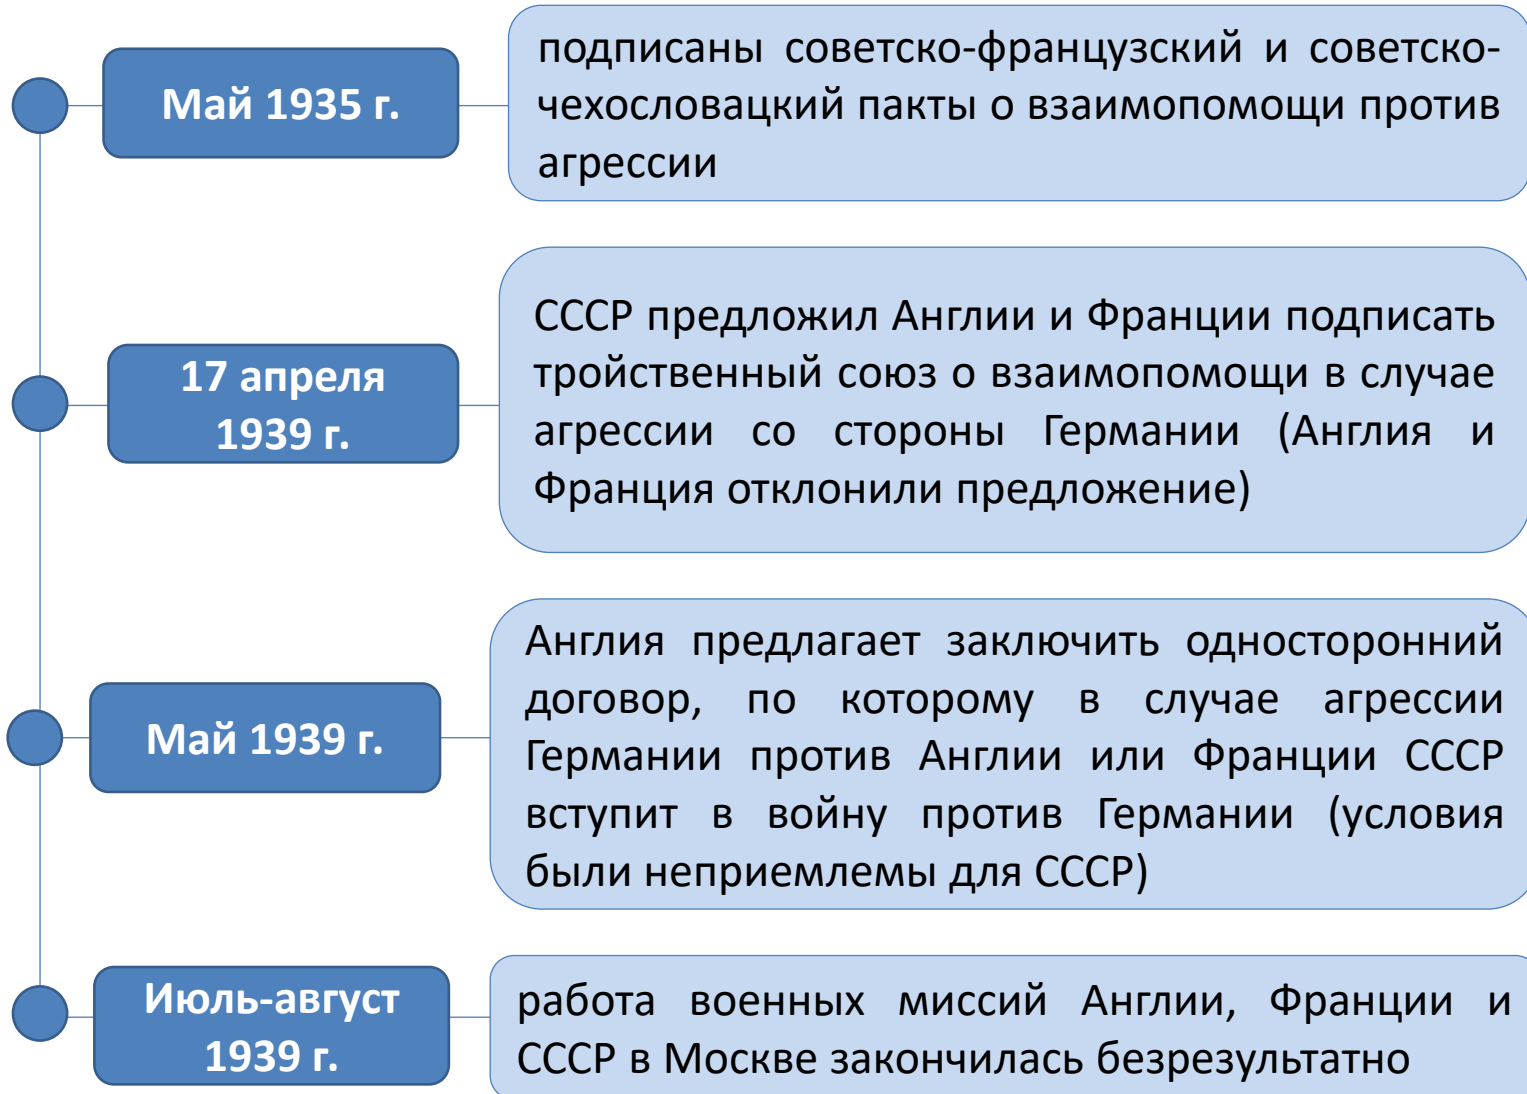 Май 1935 г.
подписаны советско-французский и советско-
чехословацкий пакты о взаимопомощи против
агрессии
17 апреля
1939 г.
СССР предложил Англии и Франции подписать
тройственный союз о взаимопомощи в случае
агрессии со стороны Германии (Англия и
Франция отклонили предложение)
Май 1939 г.
Англия предлагает заключить односторонний
договор, по которому в случае агрессии
Германии против Англии или Франции СССР
вступит в войну против Германии (условия
были неприемлемы для СССР)
Июль-август
1939 г.
работа военных миссий Англии, Франции и
СССР в Москве закончилась безрезультатно